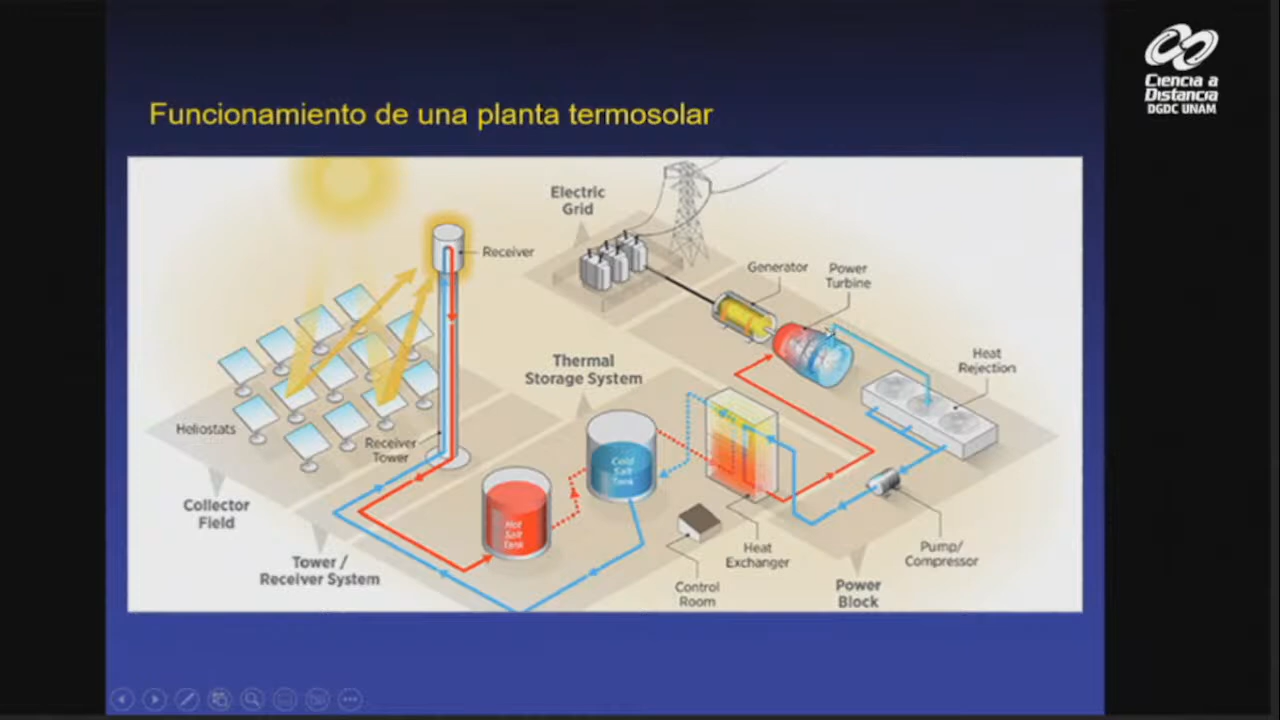 Ciencia a
Distancia
DGDC UNAM
Funcionamiento de una planta termosolar
Electric
Grid
Receiver
Generator
Power
Turbine
Thermal
Storage System
Heat
Rejection
Heliostats
Receiver
Tower
Cold
Salt
Tank
Hot
Salt
Tank
Collector
Field
Tower /
Receiver System
Heat
Exchanger
Pump/
Compressor
Control
Room
Power
Block